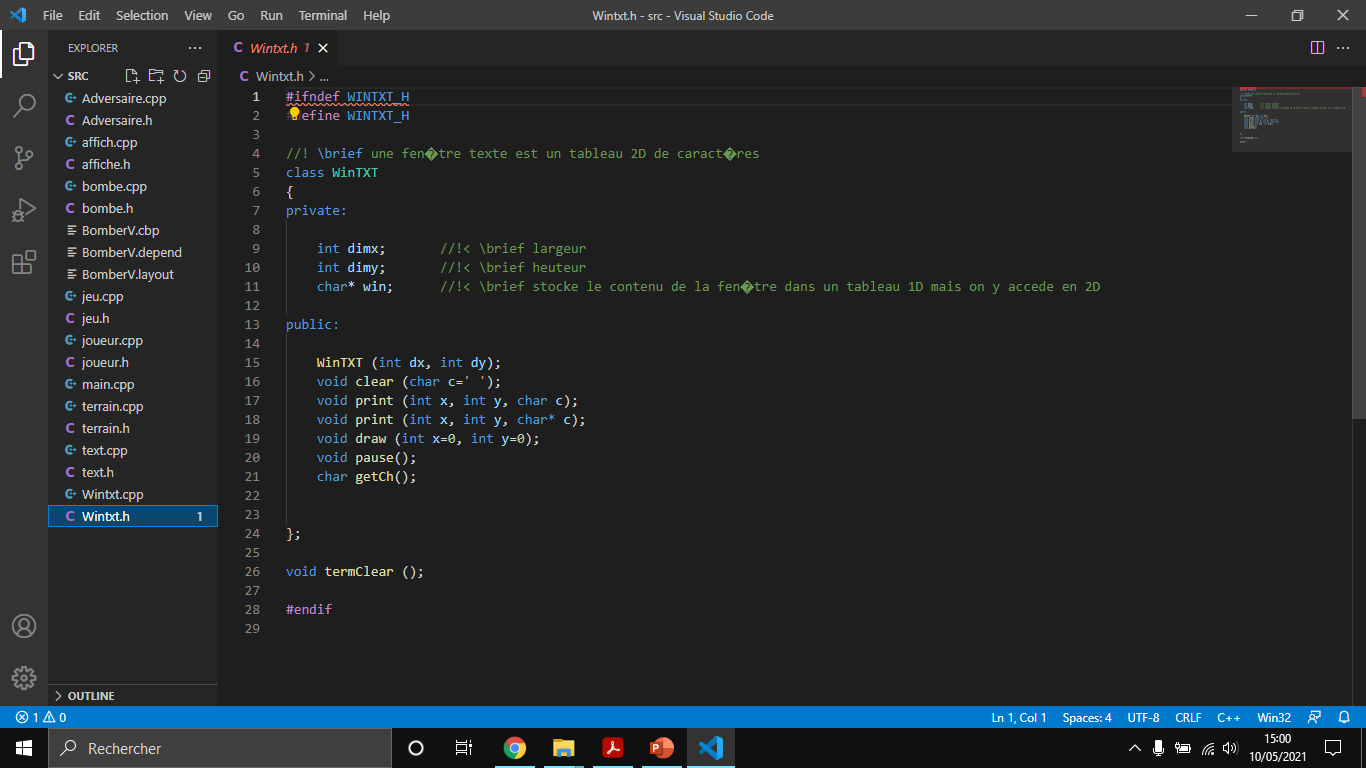 File Edit Selection View Go Run Terminal Help Wintxt.h - src - Visual Studio Code
EXPLORER ···
SRC
Adversaire.cpp
Adversaire.h
affich.cpp
affiche.h
bombe.cpp
bombe.h
BomberV.cbp
BomberV.depend
BomberV.layout
jeu.cpp
jeu.h
joueur.cpp
joueur.h
main.cpp
terrain.cpp
terrain.h
text.cpp
text.h
Wintxt.cpp
Wintxt.h 1
OUTLINE
C Wintxt.h 1
C Wintxt.h > ...
1 #ifndef WINTXT_H
2 efine WINTXT_H
3
4 //! \brief une fen�tre texte est un tableau 2D de caract�res
5 class WinTXT
6 {
7 private:
8
9 int dimx; //!< \brief largeur
10 int dimy; //!< \brief heuteur
11 char* win; //!< \brief stocke le contenu de la fen�tre dans un tableau 1D mais on y accede en 2D
12
13 public:
14
15 WinTXT (int dx, int dy);
16 void clear (char c=' ');
17 void print (int x, int y, char c);
18 void print (int x, int y, char* c);
19 void draw (int x=0, int y=0);
20 void pause();
21 char getCh();
22
23
24 };
25
26 void termClear ();
27
28 #endif
29
1 0 Ln 1, Col 1 Spaces: 4 UTF-8 CRLF C++ Win32
Rechercher
15:00
10/05/2021